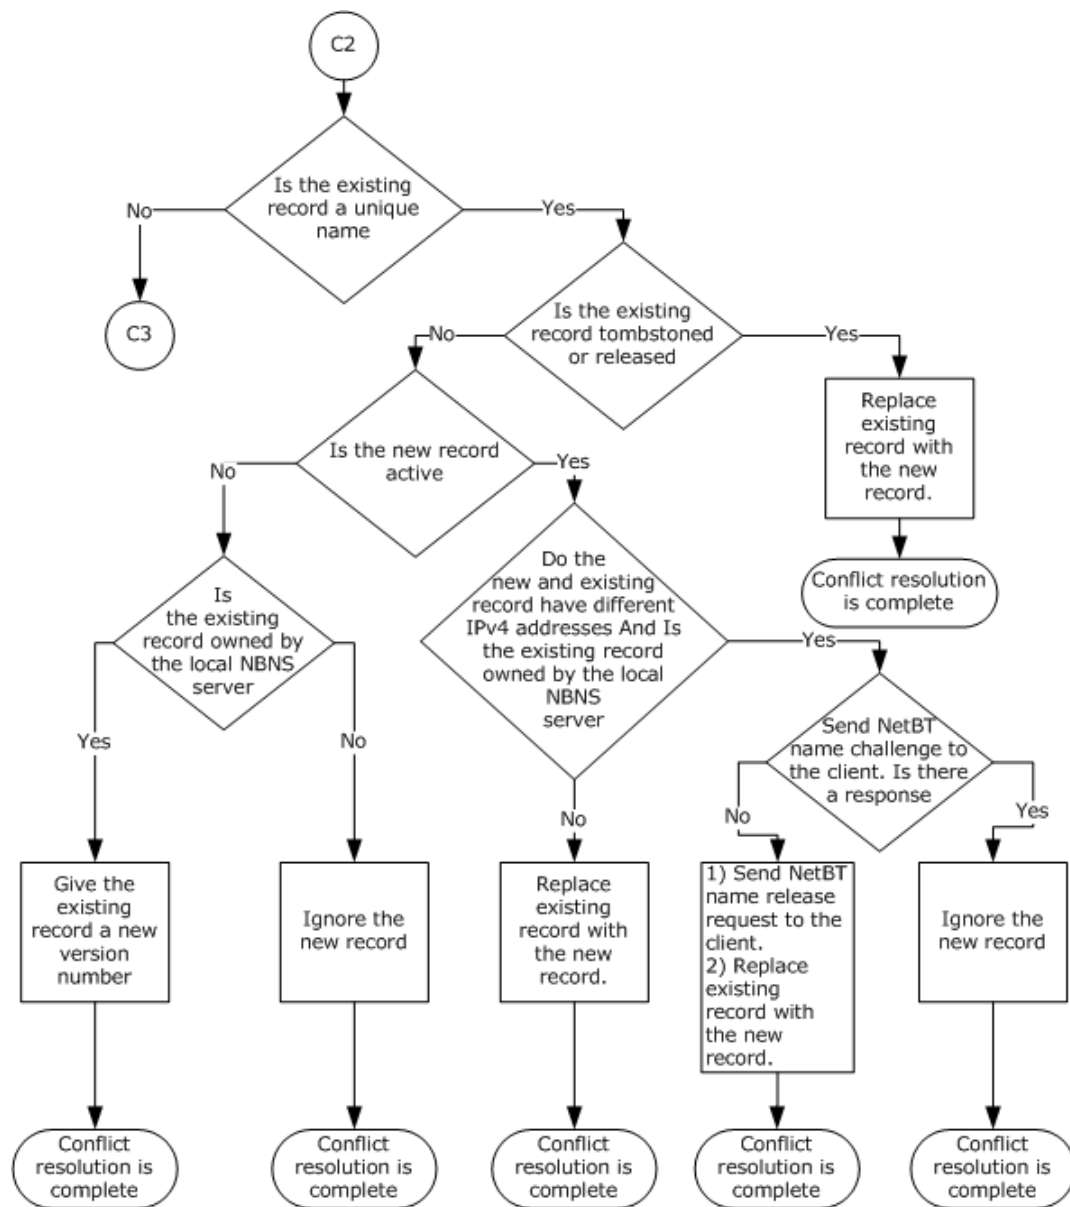 C2
Is the existing
record a unique
name
No
Yes
C3
Is the existing
record tombstoned
or released
No
Yes
Replace
existing
record with
the new
record.
Conflict resolution
is complete
Is the new record
active
No
Yes
Is
the existing
record owned by
the local NBNS
server
Yes
No
Do the
new and existing
record have different
IPv4 addresses And Is
the existing record
owned by the local
NBNS
server
Yes
No
Send NetBT
name challenge to
the client. Is there
a response
No
Yes
Give the
existing
record a new
version
number
Ignore the
new record
Replace
existing
record with
the new
record.
1) Send NetBT
name release
request to the
client.
2) Replace
existing
record with
the new
record.
Ignore the
new record
Conflict
resolution is
complete
Conflict
resolution is
complete
Conflict
resolution is
complete
Conflict
resolution is
complete
Conflict
resolution is
complete